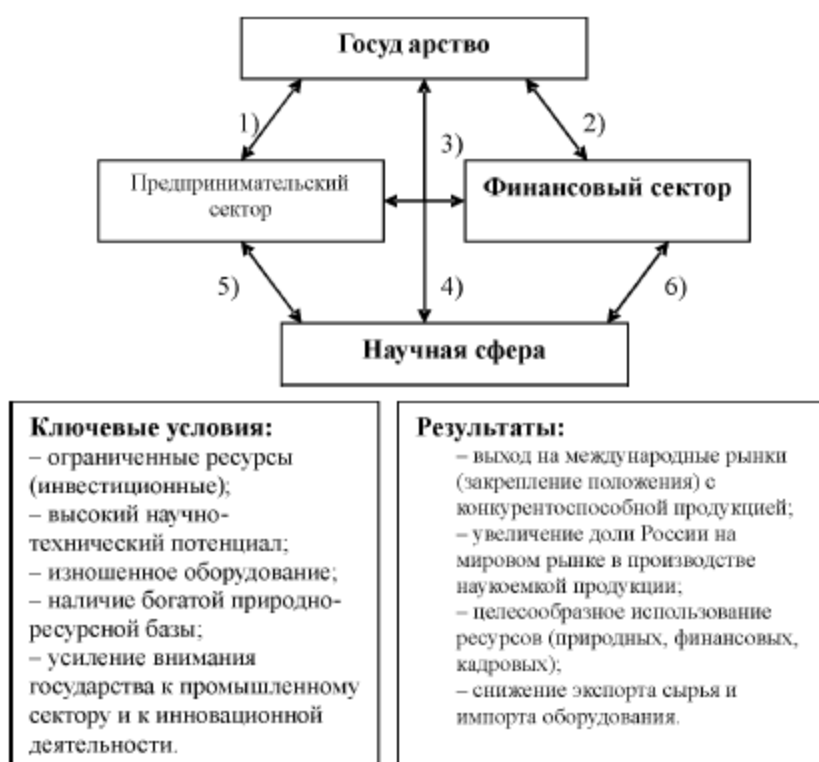 Госуд арство
1)
2)
3)
Предпринимательский
сектор
Финансовый сектор
5)
4)
6)
Научная сфера
Ключевые условия:
– ограниченные ресурсы
(инвестиционные);
– высокий научно-
технический потенциал;
– изношенное оборудование;
– наличие богатой природно-
ресурсной базы;
– усиление внимания
государства к промышленному
сектору и к инновационной
деятельности.
Результаты:
– выход на международные рынки
(закрепление положения) с
конкурентоспособной продукцией;
– увеличение доли России на
мировом рынке в производстве
наукоемкой продукции;
– целесообразное использование
ресурсов (природных, финансовых,
кадровых);
– снижение экспорта сырья и
импорта оборудования.